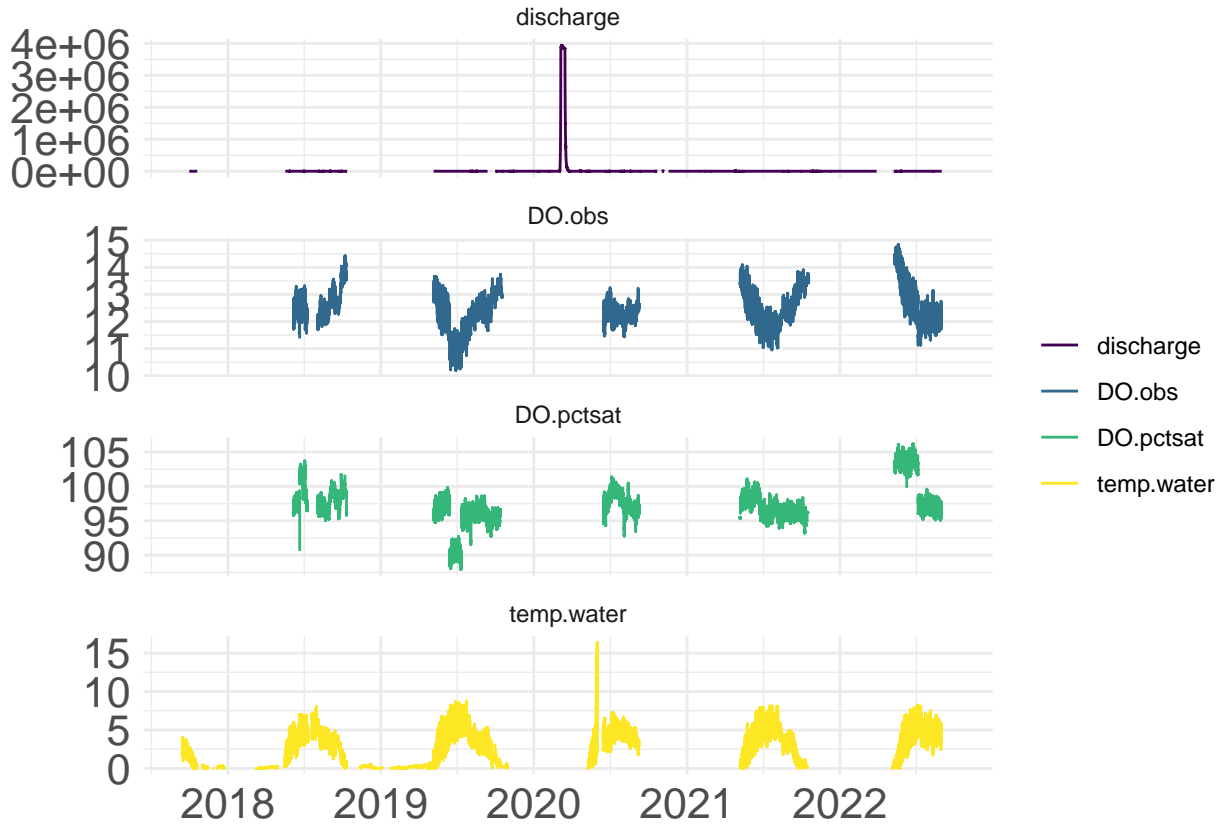 discharge
4e+06
3e+06
2e+06
1e+06
0e+00
DO.obs
15
14
13
12
11
10
DO.pctsat
105
100
95
90
temp.water
15
10
5
0
2018 2019 2020 2021 2022
discharge
DO.obs
DO.pctsat
temp.water